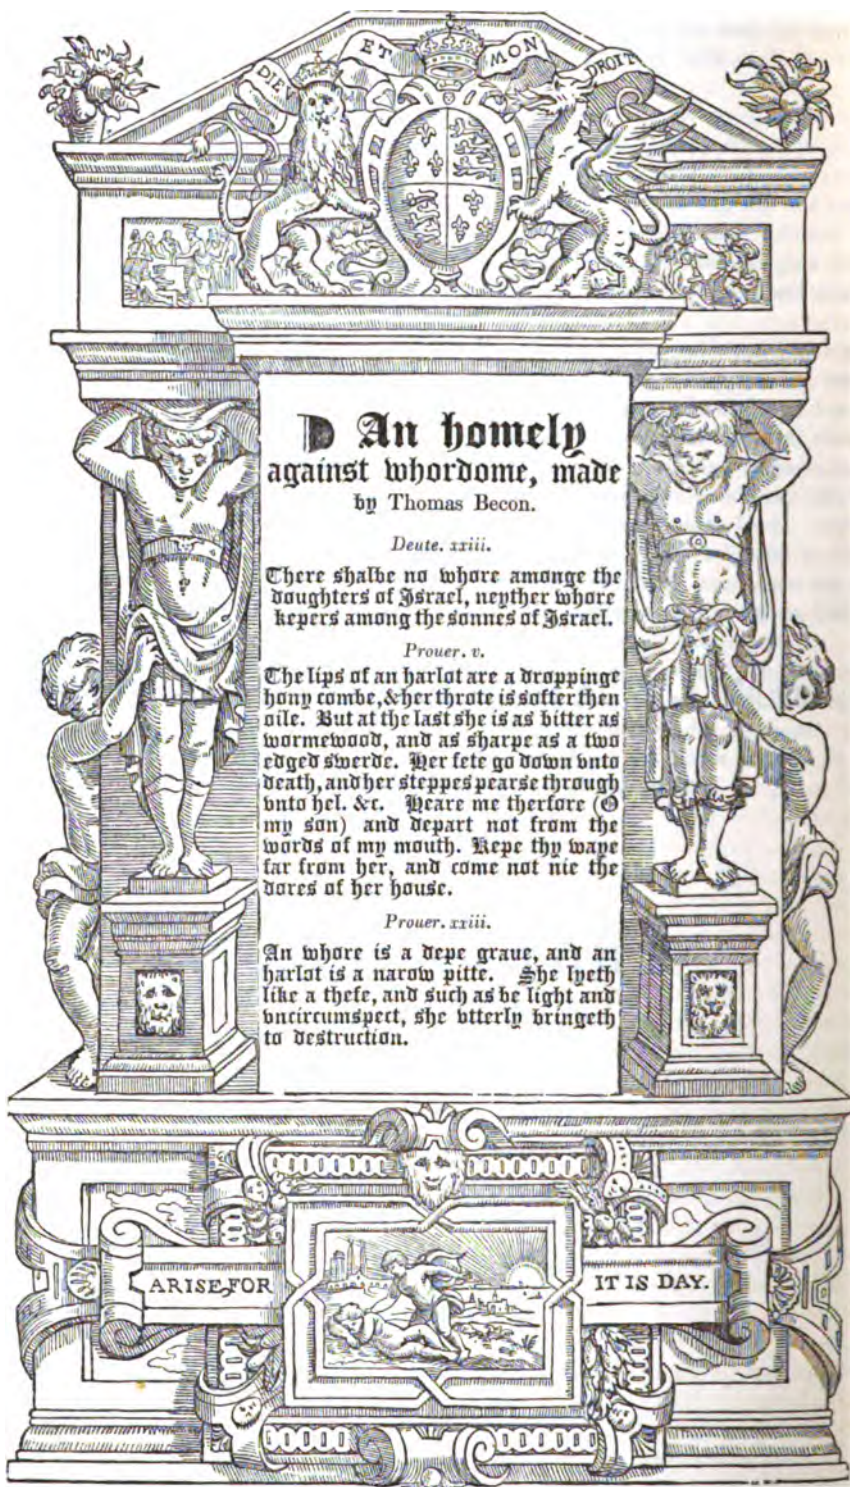 DIEV ET MON DROIT
An homely
against whordome, made
by Thomas Becon.
Deute. xxiii.
There shalbe no whore amonge the
doughters of Israel, neyther whore
kepers among the sonnes of Israel.
Prouer. v.
The lips of an harlot are a droppinge
hony combe, & her throte is softer then
oile. But at the last she is as bitter as
wormewood, and as sharpe as a two
edged swerde. Her fete go down vnto
death, and her steppes pearse through
vnto hel. &c. Heare me therfore (O
my son) and depart not from the
words of my mouth. Kepe thy waye
far from her, and come not nie the
dores of her house.
Prouer. xxiii.
An whore is a depe graue, and an
harlot is a narow pitte. She lyeth
like a thefe, and such as be light and
vncircumspect, she vtterly bringeth
to destruction.
ARISE FOR IT IS DAY.